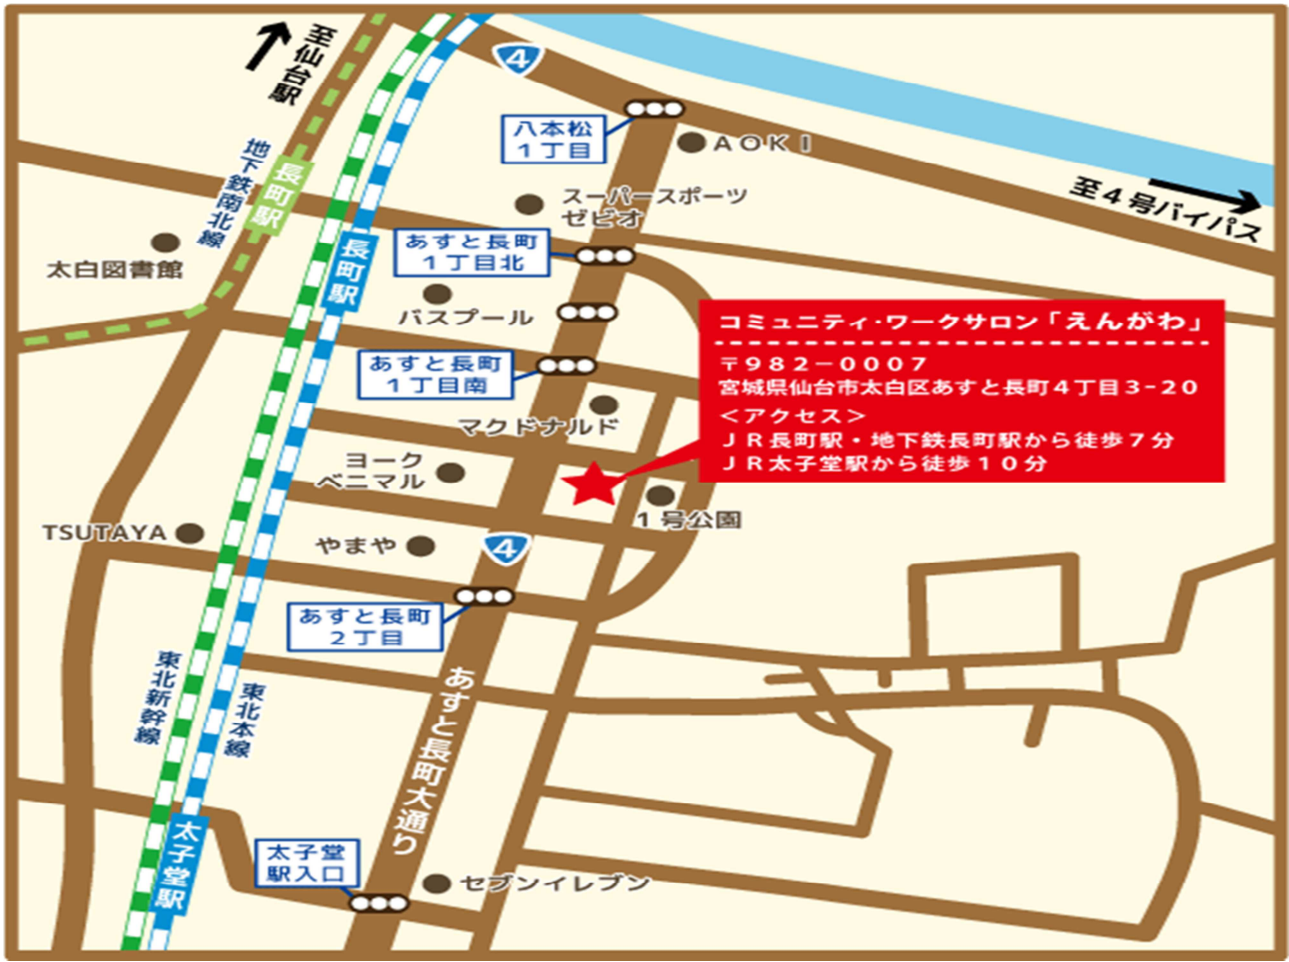 至仙台駅
4
八本松
1丁目
AOKI
至4号バイパス
地下鉄南北線
長町駅
スーパースポーツ
ゼビオ
長町駅
あすと長町
1丁目北
太白図書館
バスプール
コミュニティ・ワークサロン「えんがわ」
〒982－0007
宮城県仙台市太白区あすと長町4丁目3-20
＜アクセス＞
JR長町駅・地下鉄長町駅から徒歩7分
JR太子堂駅から徒歩10分
あすと長町
1丁目南
マクドナルド
ヨーク
ベニマル
1号公園
TSUTAYA
やまや
4
あすと長町
2丁目
東北新幹線
東北本線
あすと長町大通り
太子堂駅
太子堂
駅入口
セブンイレブン